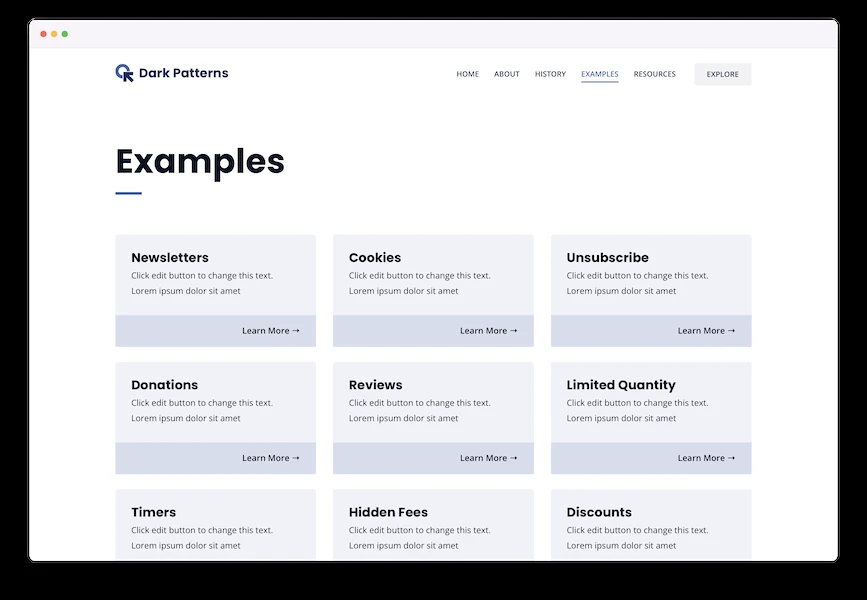 Dark Patterns
HOME ABOUT HISTORY EXAMPLES RESOURCES EXPLORE
Examples
Newsletters
Click edit button to change this text.
Lorem ipsum dolor sit amet
Learn More →
Cookies
Click edit button to change this text.
Lorem ipsum dolor sit amet
Learn More →
Unsubscribe
Click edit button to change this text.
Lorem ipsum dolor sit amet
Learn More →
Donations
Click edit button to change this text.
Lorem ipsum dolor sit amet
Learn More →
Reviews
Click edit button to change this text.
Lorem ipsum dolor sit amet
Learn More →
Limited Quantity
Click edit button to change this text.
Lorem ipsum dolor sit amet
Learn More →
Timers
Click edit button to change this text.
Lorem ipsum dolor sit amet
Hidden Fees
Click edit button to change this text.
Lorem ipsum dolor sit amet
Discounts
Click edit button to change this text.
Lorem ipsum dolor sit amet